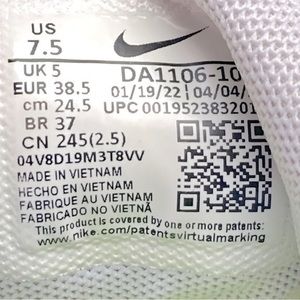 US
7.5
UK 5
EUR 38.5
cm 24.5
BR 37
CN 245(2.5)
DA1106-10
01/19/22 04/04/
UPC 00195238320
04V8D19M3T8VV
MADE IN VIETNAM
HECHO EN VIETNAM
FABRIQUE AU VIETNAM
FABRICADO NO VIETNÃ
This product is covered by one or more patents:
www.nike.com/patentsvirtualmarking